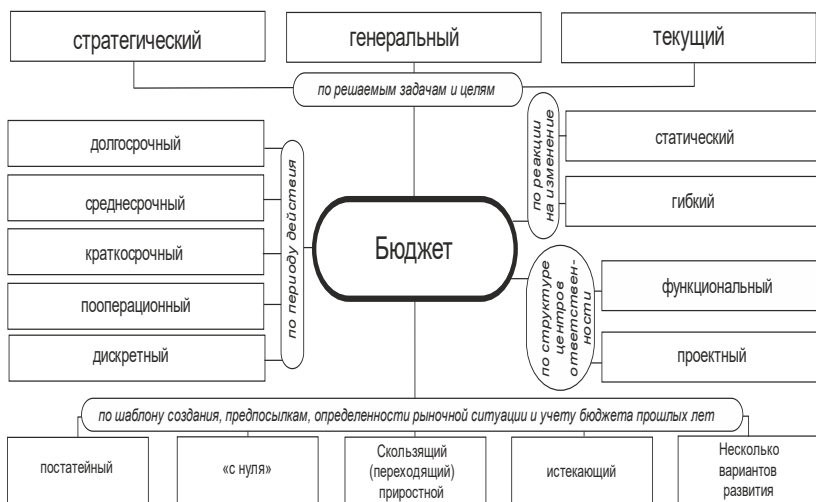 стратегический
генеральный
текущий
по решаемым задачам и целям
долгосрочный
среднесрочный
краткосрочный
пооперационный
дискретный
по периоду действия
Бюджет
по реакции
на изменение
статический
гибкий
по структуре
центров
ответствен-
ности
функциональный
проектный
по шаблону создания, предпосылкам, определенности рыночной ситуации и учету бюджета прошлых лет
постатейный
«с нуля»
Скользящий
(переходящий)
приростной
истекающий
Несколько
вариантов
развития